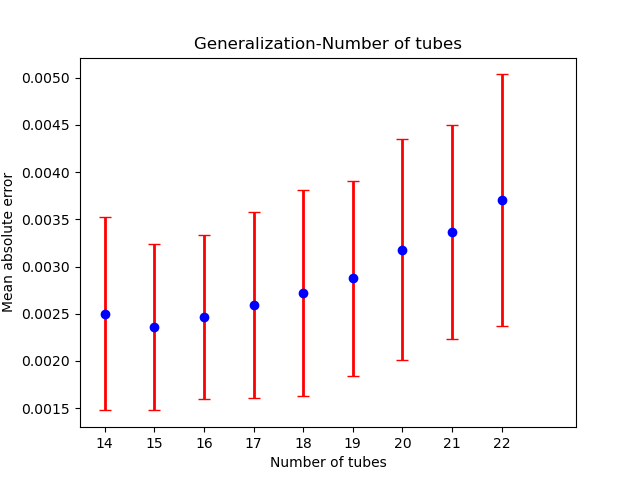 Generalization-Number of tubes
Mean absolute error
0.0050
0.0045
0.0040
0.0035
0.0030
0.0025
0.0020
0.0015
14 15 16 17 18 19 20 21 22
Number of tubes